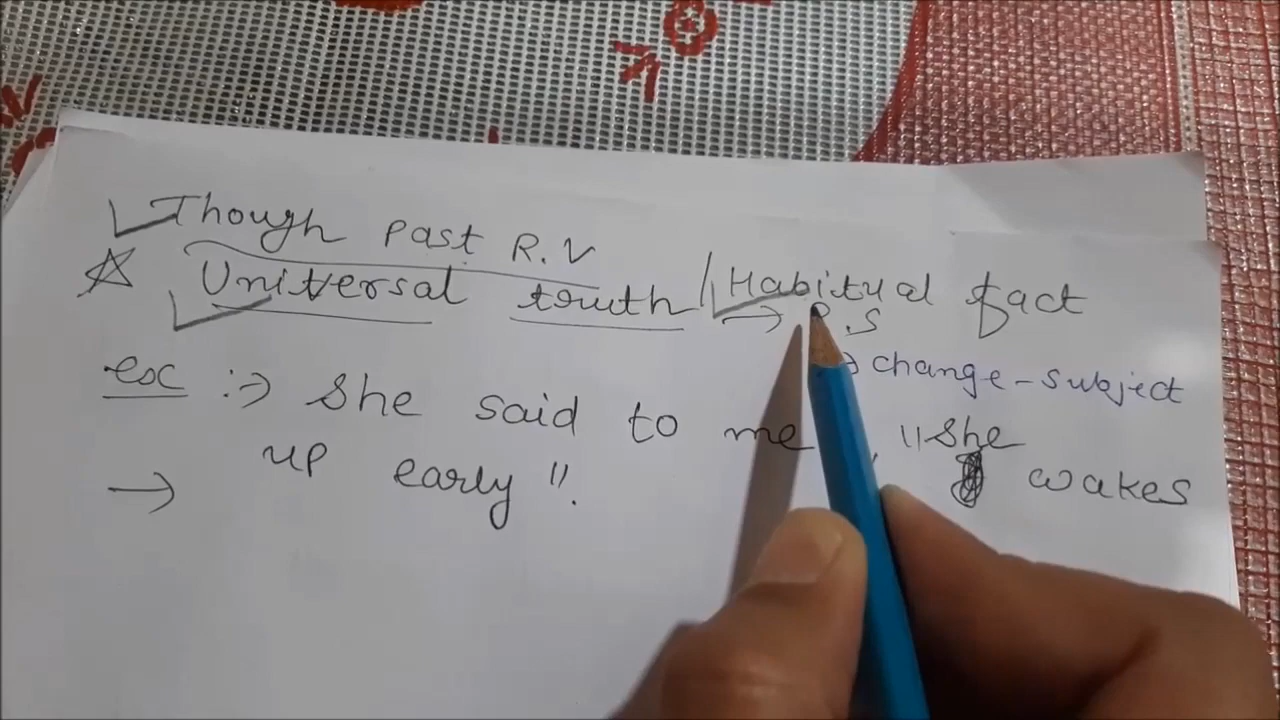 Though past R.V
Universal truth / Habitual fact
→ P.S
→ change-subject
ex :→ She said to me, "She wakes
up early".
→